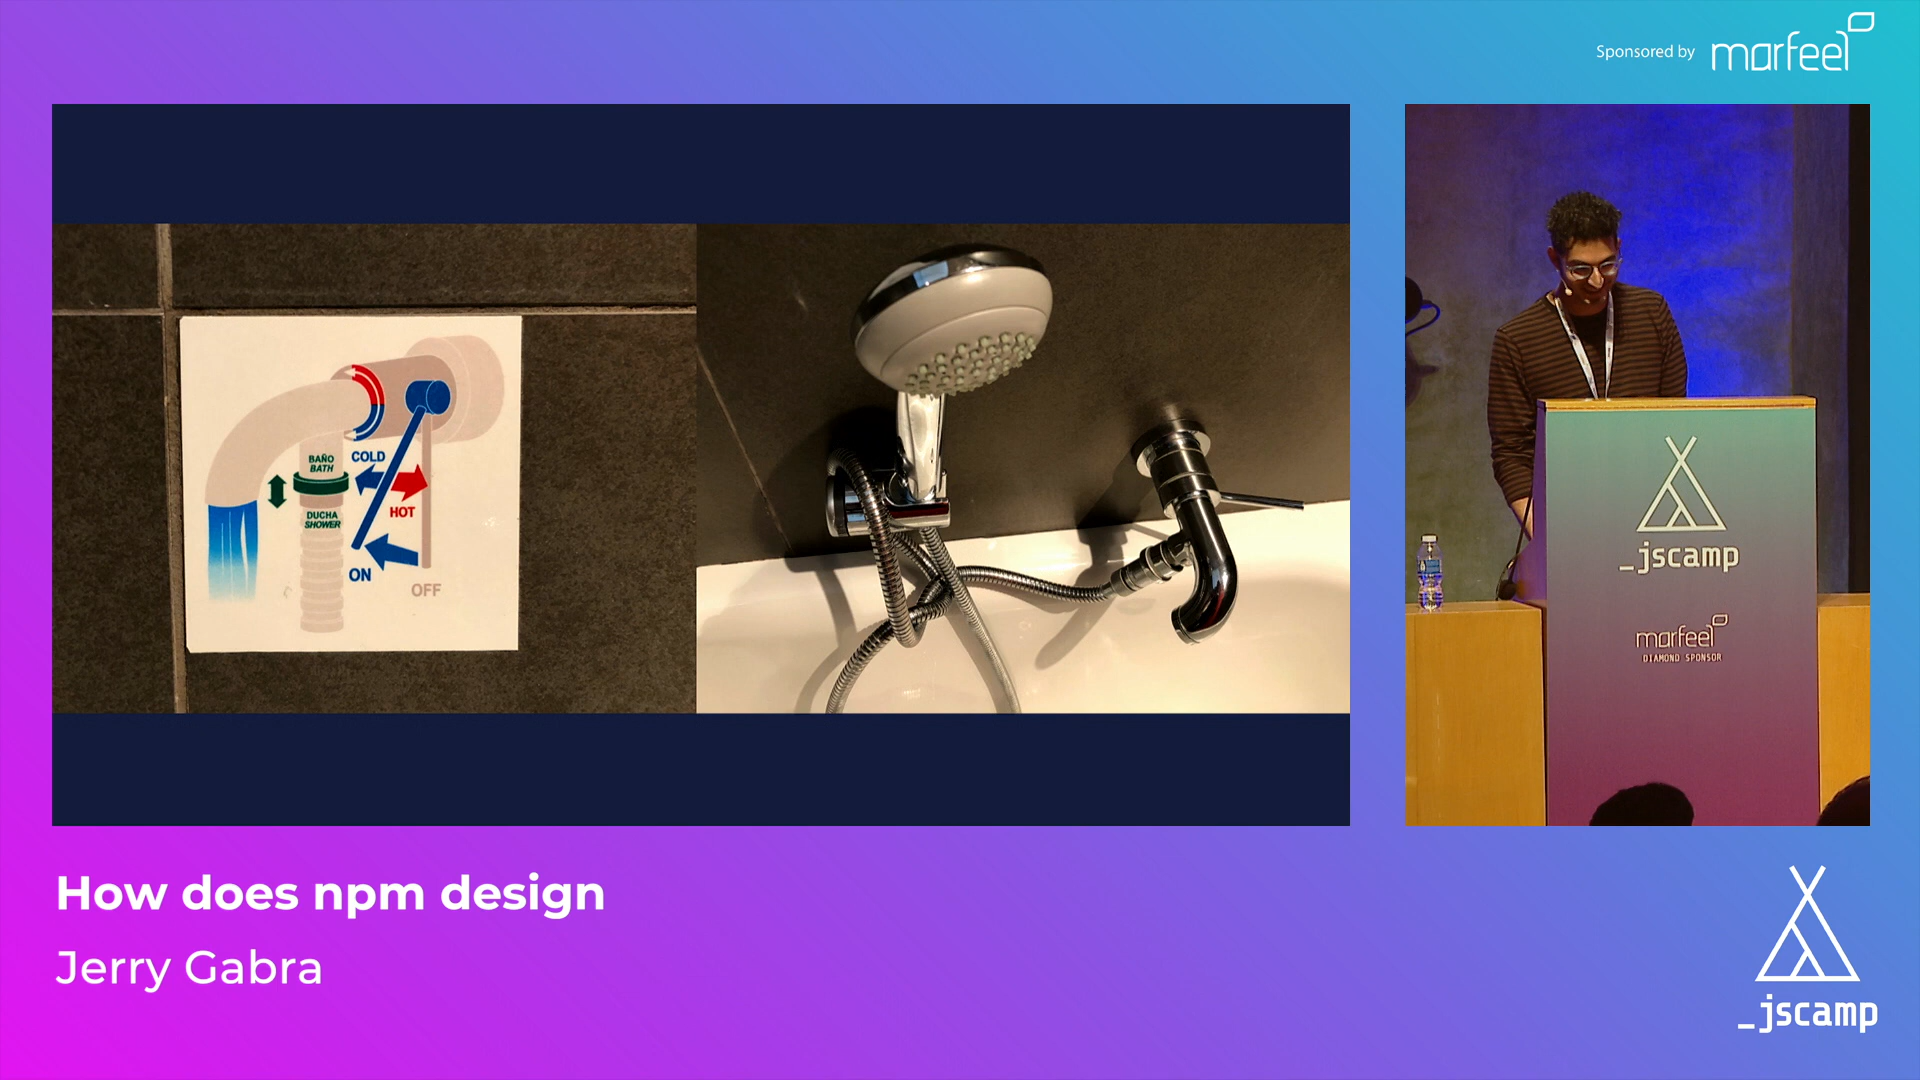 Sponsored by marfeel
BAÑO
BATH
COLD
DUCHA
SHOWER
HOT
ON
OFF
_jscamp
marfeel
DIAMOND SPONSOR
How does npm design
Jerry Gabra
_jscamp